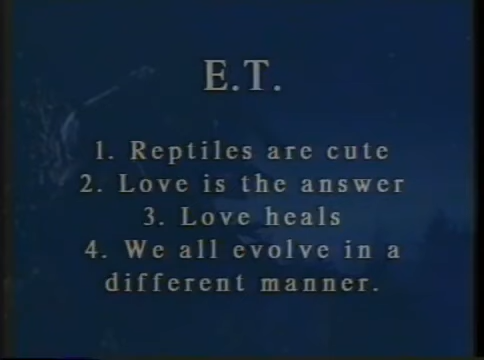 E.T.
1. Reptiles are cute
2. Love is the answer
3. Love heals
4. We all evolve in a
different manner.